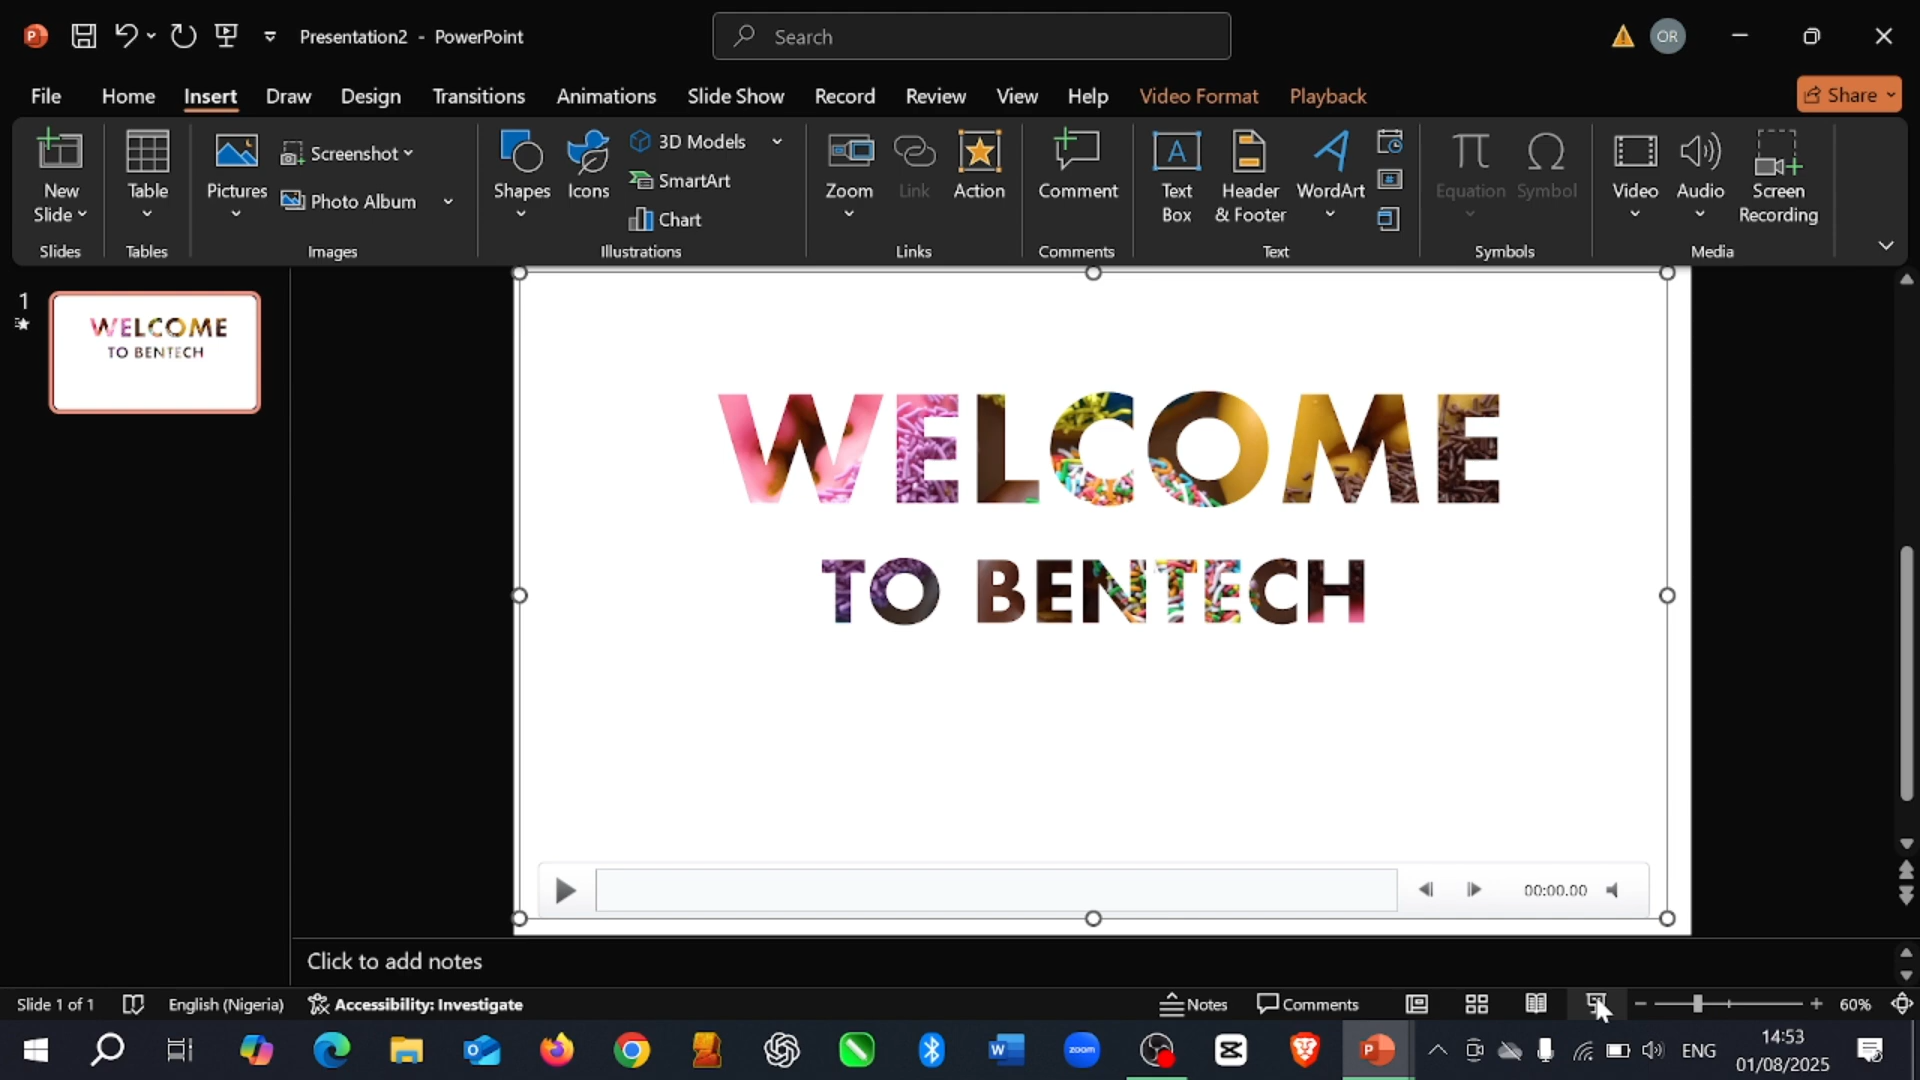 Presentation2 - PowerPoint
Search
OR
File Home Insert Draw Design Transitions Animations Slide Show Record Review View Help Video Format Playback
Share
New Slide
Table
Pictures
Screenshot
Photo Album
Shapes
Icons
3D Models
SmartArt
Chart
Zoom
Link
Action
Comment
Text Box
Header & Footer
WordArt
Equation
Symbol
Video
Audio
Screen Recording
Slides Tables Images Illustrations Links Comments Text Symbols Media
1
WELCOME
TO BENTECH
WELCOME
TO BENTECH
00:00.00
Click to add notes
Slide 1 of 1 English (Nigeria) Accessibility: Investigate Notes Comments 60%
zoom
ENG
14:53
01/08/2025